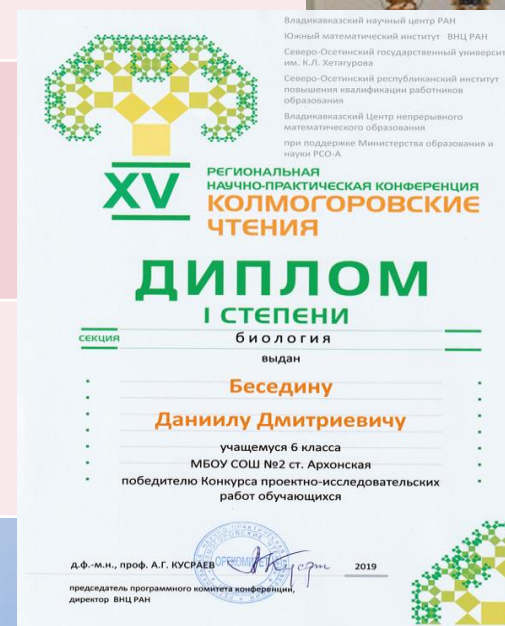 Владикавказский научный центр РАН
Южный математический институт ВНЦ РАН
Северо-Осетинский государственный университ
им. К.Л. Хетагурова
Северо-Осетинский республиканский институт
повышения квалификации работников
образования
Владикавказский Центр непрерывного
математического образования
при поддержке Министерства образования и
науки РСО-А
XV
РЕГИОНАЛЬНАЯ
НАУЧНО-ПРАКТИЧЕСКАЯ КОНФЕРЕНЦИЯ
КОЛМОГОРОВСКИЕ
ЧТЕНИЯ
ДИПЛОМ
I СТЕПЕНИ
СЕКЦИЯ
биология
выдан
Беседину
Даниилу Дмитриевичу
учащемуся 6 класса
МБОУ СОШ №2 ст. Архонская
победителю Конкурса проектно-исследовательских
работ обучающихся
д.ф.-м.н., проф. А.Г. КУСРАЕВ
2019
председатель программного комитета конференции,
директор ВНЦ РАН